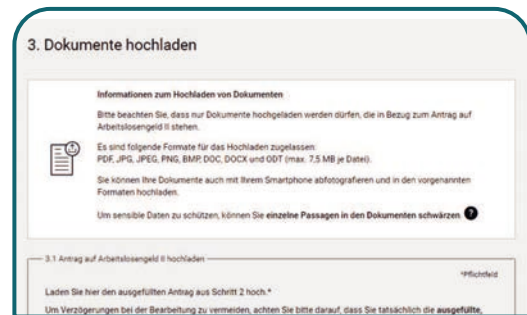 3. Dokumente hochladen
Informationen zum Hochladen von Dokumenten
Bitte beachten Sie, dass nur Dokumente hochgeladen werden dürfen, die in Bezug zum Antrag auf
Arbeitslosengeld II stehen.
Es sind folgende Formate für das Hochladen zugelassen:
PDF, JPG, JPEG, PNG, BMP, DOC, DOCX und ODT (max. 7,5 MB je Datei).
Sie können Ihre Dokumente auch mit Ihrem Smartphone abfotografieren und in den vorgenannten
Formaten hochladen.
Um sensible Daten zu schützen, können Sie einzelne Passagen in den Dokumenten schwärzen. ?
3.1 Antrag auf Arbeitslosengeld II hochladen
*Pflichtfeld
Laden Sie hier den ausgefüllten Antrag aus Schritt 2 hoch.*
Um Verzögerungen bei der Bearbeitung zu vermeiden, achten Sie bitte darauf, dass Sie tatsächlich die ausgefüllte,